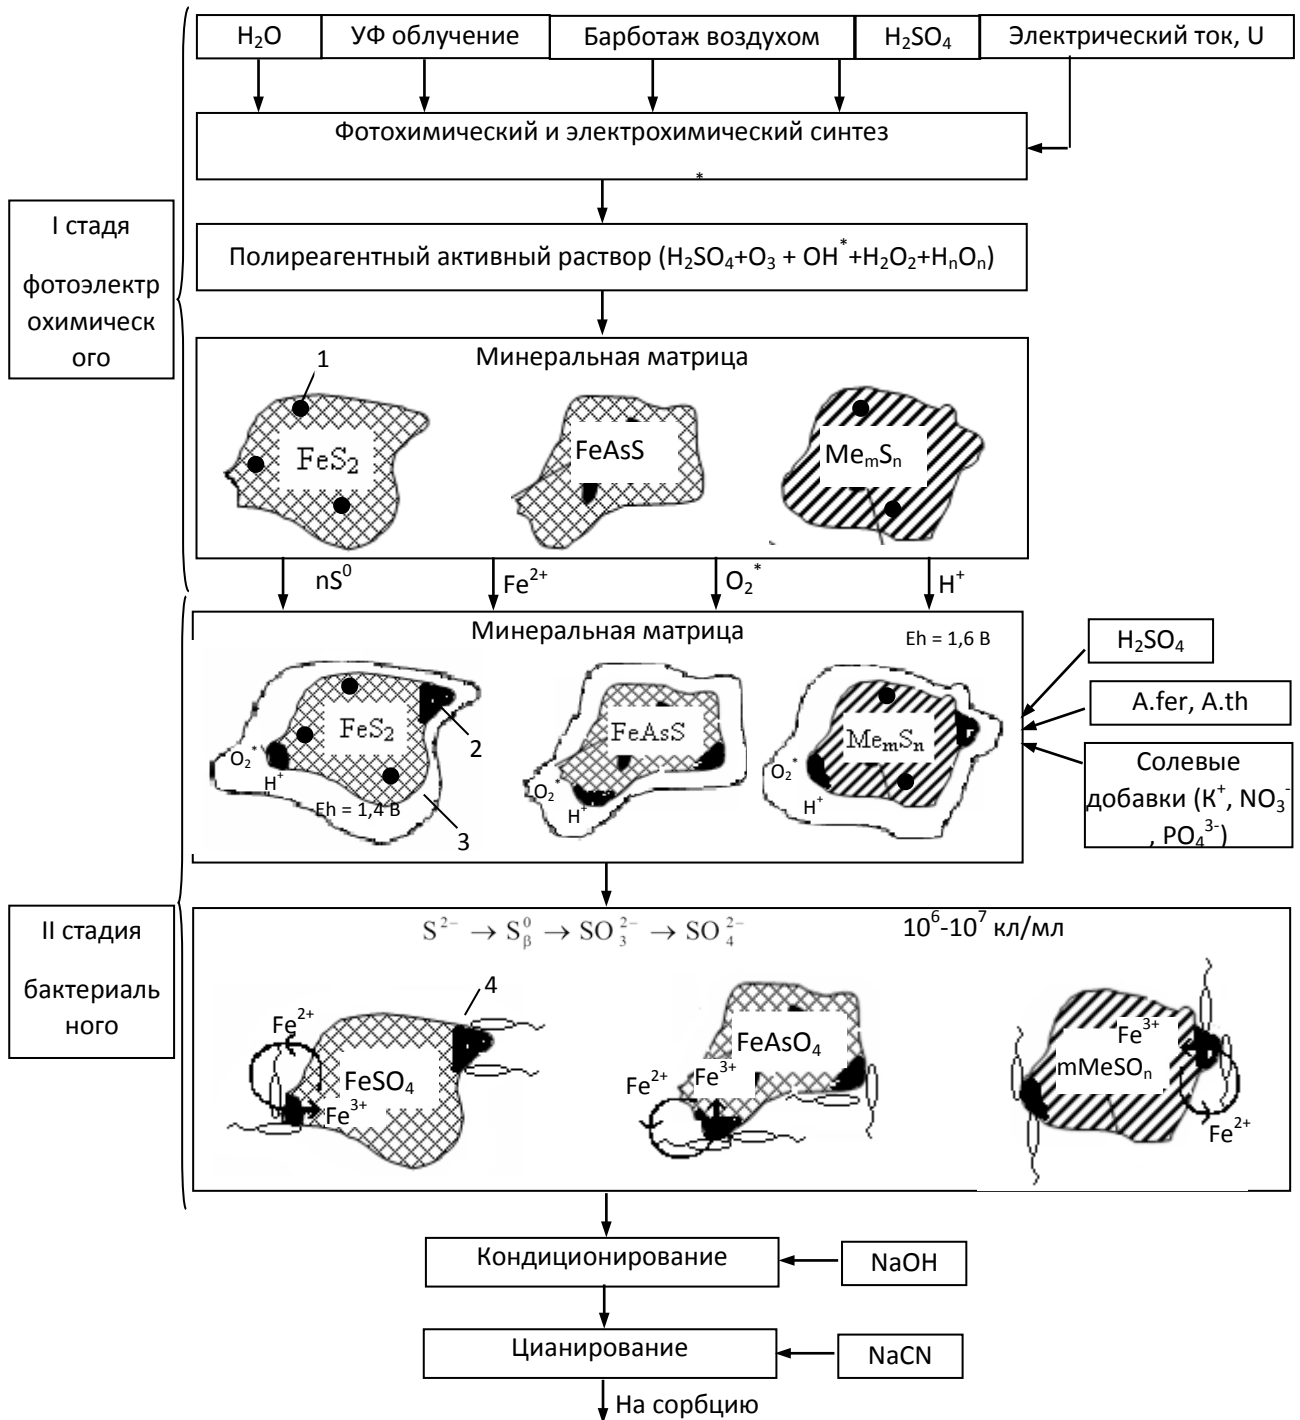 H₂O
УФ облучение
Барботаж воздухом
H₂SO₄
Электрический ток, U
Фотохимический и электрохимический синтез
*
I стадя
фотоэлектр
охимическ
ого
Полиреагентный активный раствор (H₂SO₄+O₃ + OH*+H₂O₂+HₙOₙ)
Минеральная матрица
1
FeS₂
FeAsS
MeₘSₙ
nS⁰
Fe²⁺
O₂*
H⁺
Минеральная матрица
Eh = 1,6 В
H₂SO₄
A.fer, A.th
Солевые
добавки (К⁺, NO₃⁻
, PO₄³⁻)
FeS₂
2
O₂*
H⁺
Eh = 1,4 В
3
FeAsS
O₂*
H⁺
MeₘSₙ
O₂*
H⁺
II стадия
бактериаль
ного
S²⁻ → S⁰β → SO₃²⁻ → SO₄²⁻
10⁶-10⁷ кл/мл
4
Fe²⁺
FeSO₄
Fe³⁺
FeAsO₄
Fe²⁺
Fe³⁺
Fe³⁺
mMeSOₙ
Fe²⁺
Кондиционирование
NaOH
Цианирование
NaCN
На сорбцию